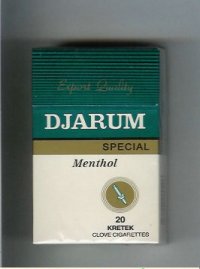 Export Quality
DJARUM
SPECIAL
Menthol
20
KRETEK
CLOVE CIGARETTES